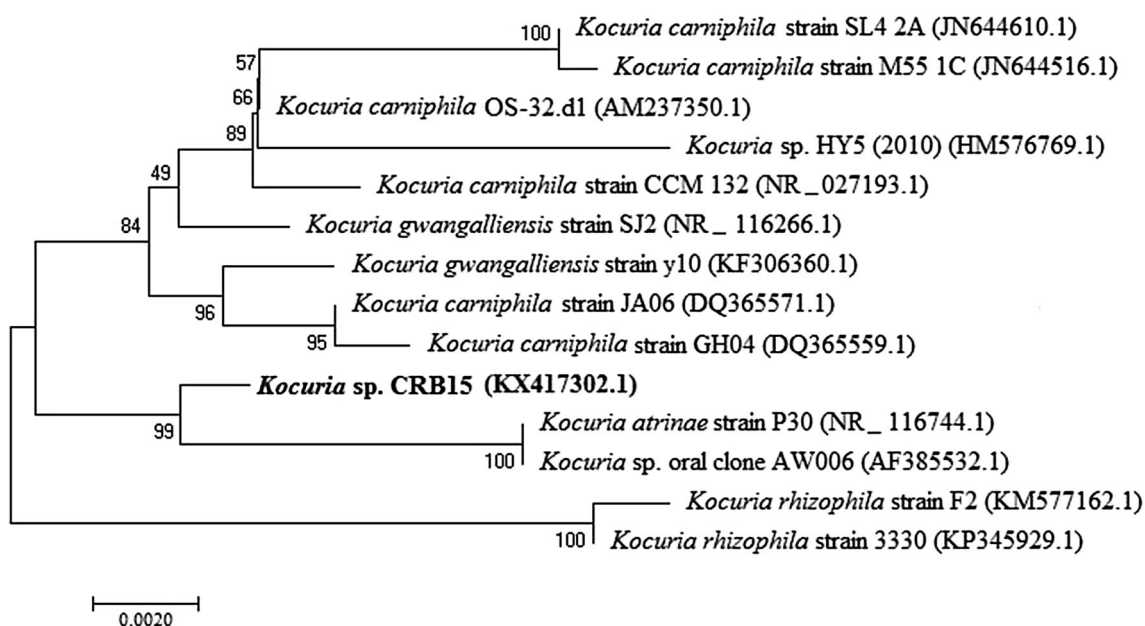 100 Kocuria carniphila strain SL4 2A (JN644610.1)
57 Kocuria carniphila strain M55 1C (JN644516.1)
66 Kocuria carniphila OS-32.d1 (AM237350.1)
89
Kocuria sp. HY5 (2010) (HM576769.1)
49 Kocuria carniphila strain CCM 132 (NR_027193.1)
84 Kocuria gwangalliensis strain SJ2 (NR_ 116266.1)
Kocuria gwangalliensis strain y10 (KF306360.1)
96 Kocuria carniphila strain JA06 (DQ365571.1)
95 Kocuria carniphila strain GH04 (DQ365559.1)
Kocuria sp. CRB15 (KX417302.1)
99 Kocuria atrinae strain P30 (NR_ 116744.1)
100 Kocuria sp. oral clone AW006 (AF385532.1)
Kocuria rhizophila strain F2 (KM577162.1)
100 Kocuria rhizophila strain 3330 (KP345929.1)
0.0020